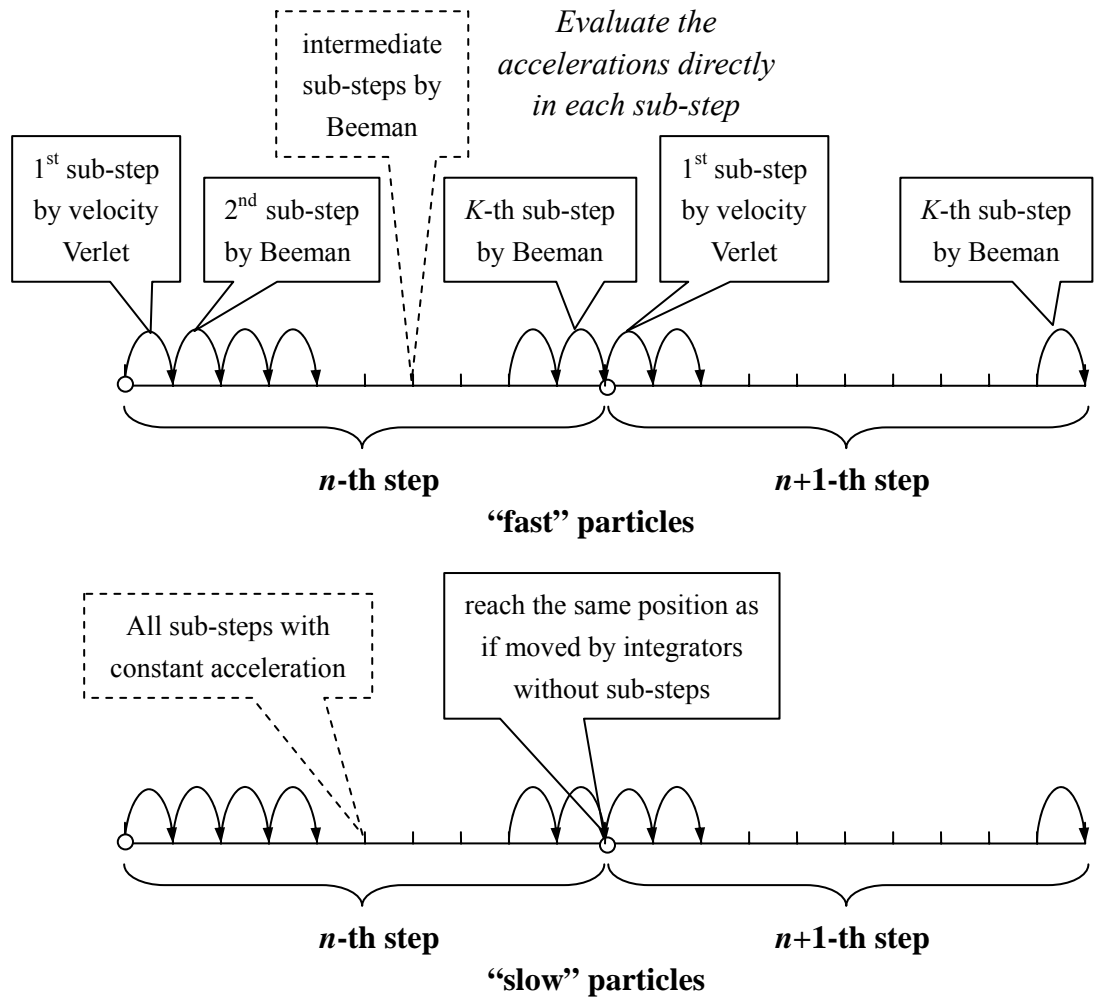 intermediate
sub-steps by
Beeman
Evaluate the
accelerations directly
in each sub-step
1st sub-step
by velocity
Verlet
2nd sub-step
by Beeman
K-th sub-step
by Beeman
1st sub-step
by velocity
Verlet
K-th sub-step
by Beeman
n-th step
n+1-th step
“fast” particles
All sub-steps with
constant acceleration
reach the same position as
if moved by integrators
without sub-steps
n-th step
n+1-th step
“slow” particles